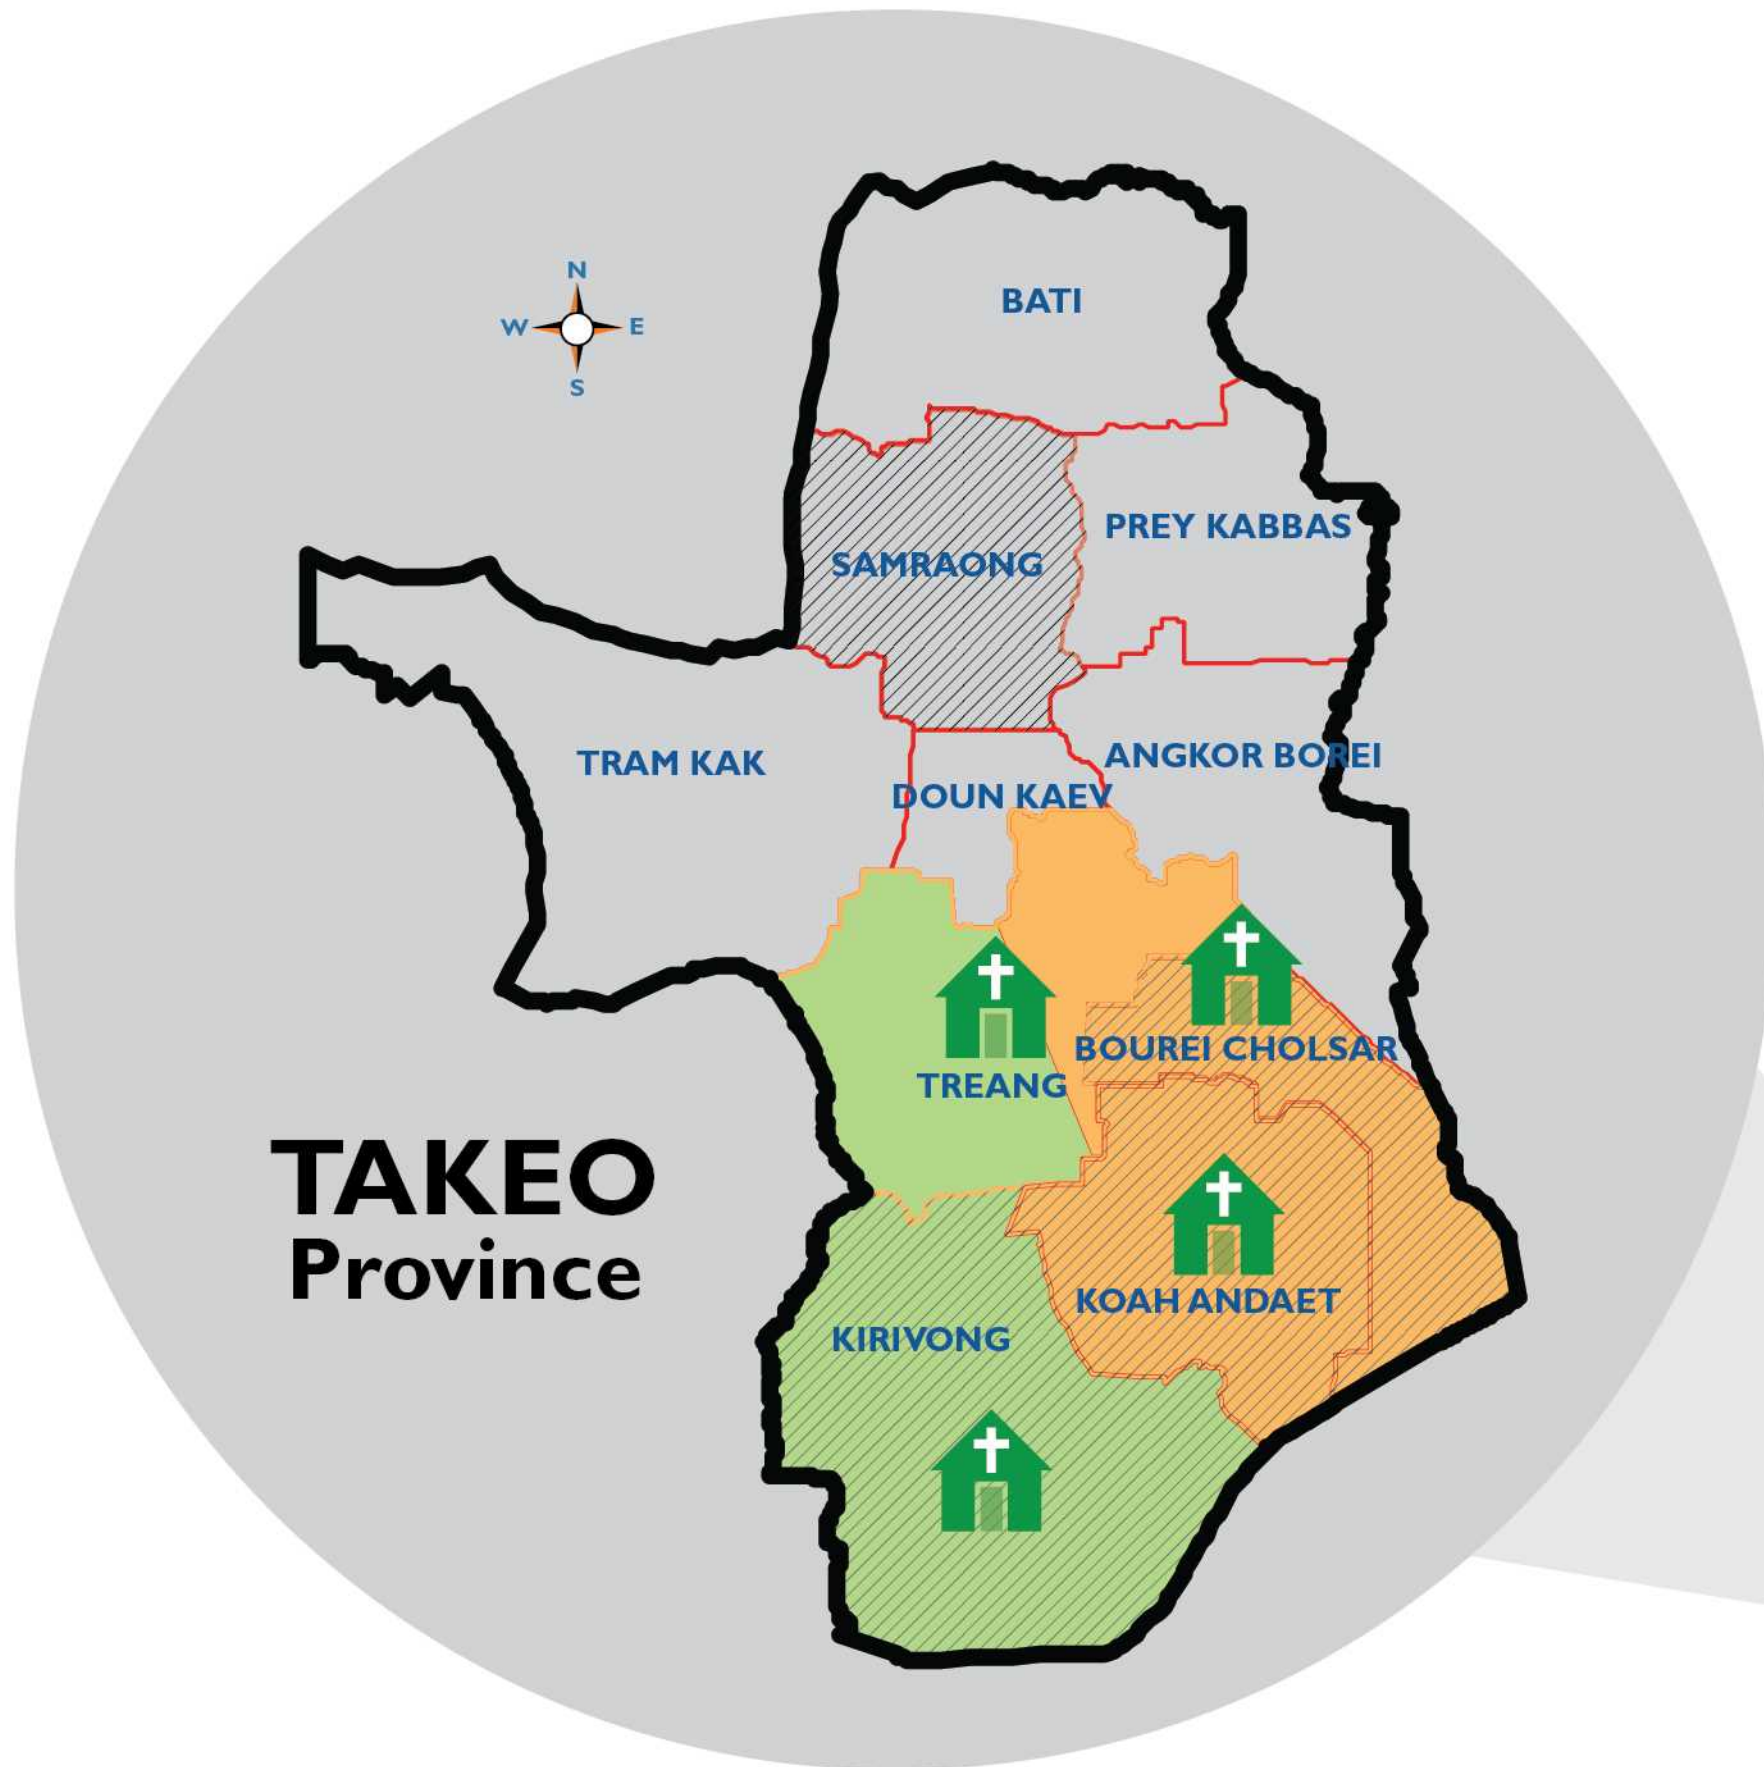 N
W E
S
BATI
PREY KABBAS
SAMRAONG
TRAM KAK
ANGKOR BOREI
DOUN KAEV
BOUREI CHOLSAR
TREANG
TAKEO
Province
KOAH ANDAET
KIRIVONG